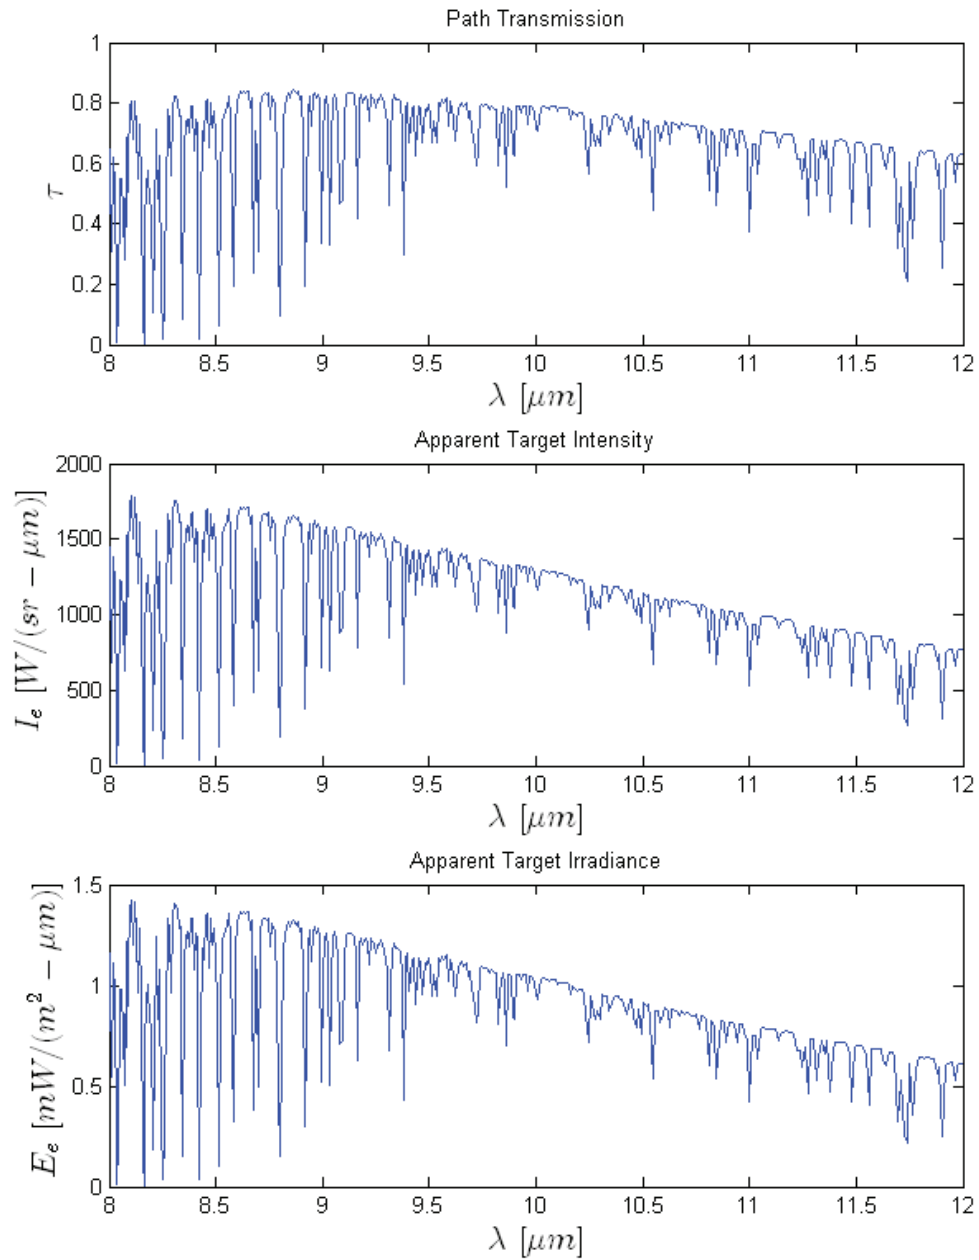 Path Transmission
1
0.8
0.6
0.4
0.2
0
τ
8 8.5 9 9.5 10 10.5 11 11.5 12
λ [μm]
Apparent Target Intensity
2000
1500
1000
500
0
I_e [W/(sr − μm)]
8 8.5 9 9.5 10 10.5 11 11.5 12
λ [μm]
Apparent Target Irradiance
1.5
1
0.5
0
E_e [mW/(m² − μm)]
8 8.5 9 9.5 10 10.5 11 11.5 12
λ [μm]